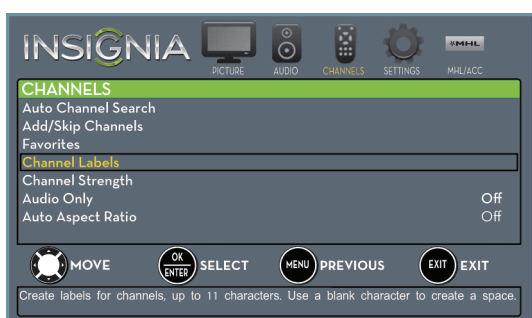 INSIGNIA
PICTURE AUDIO CHANNELS SETTINGS MHL/ACC
MHL
CHANNELS
Auto Channel Search
Add/Skip Channels
Favorites
Channel Labels
Channel Strength
Audio Only Off
Auto Aspect Ratio Off
MOVE OK ENTER SELECT MENU PREVIOUS EXIT EXIT
Create labels for channels, up to 11 characters. Use a blank character to create a space.